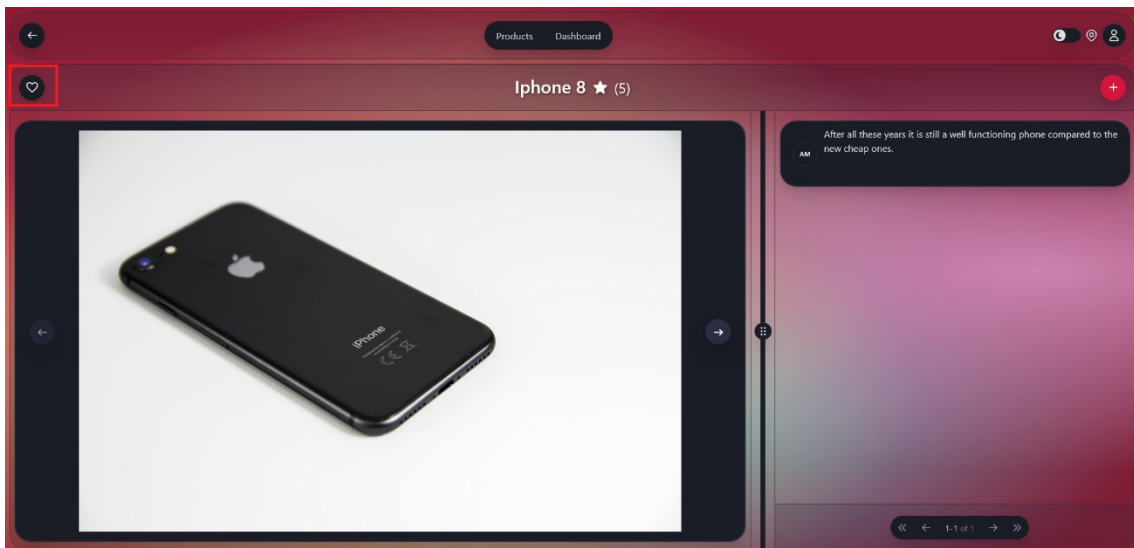 Products Dashboard
Iphone 8 ★ (5)
After all these years it is still a well functioning phone compared to the
new cheap ones.
AM
iPhone
1-1 of 1